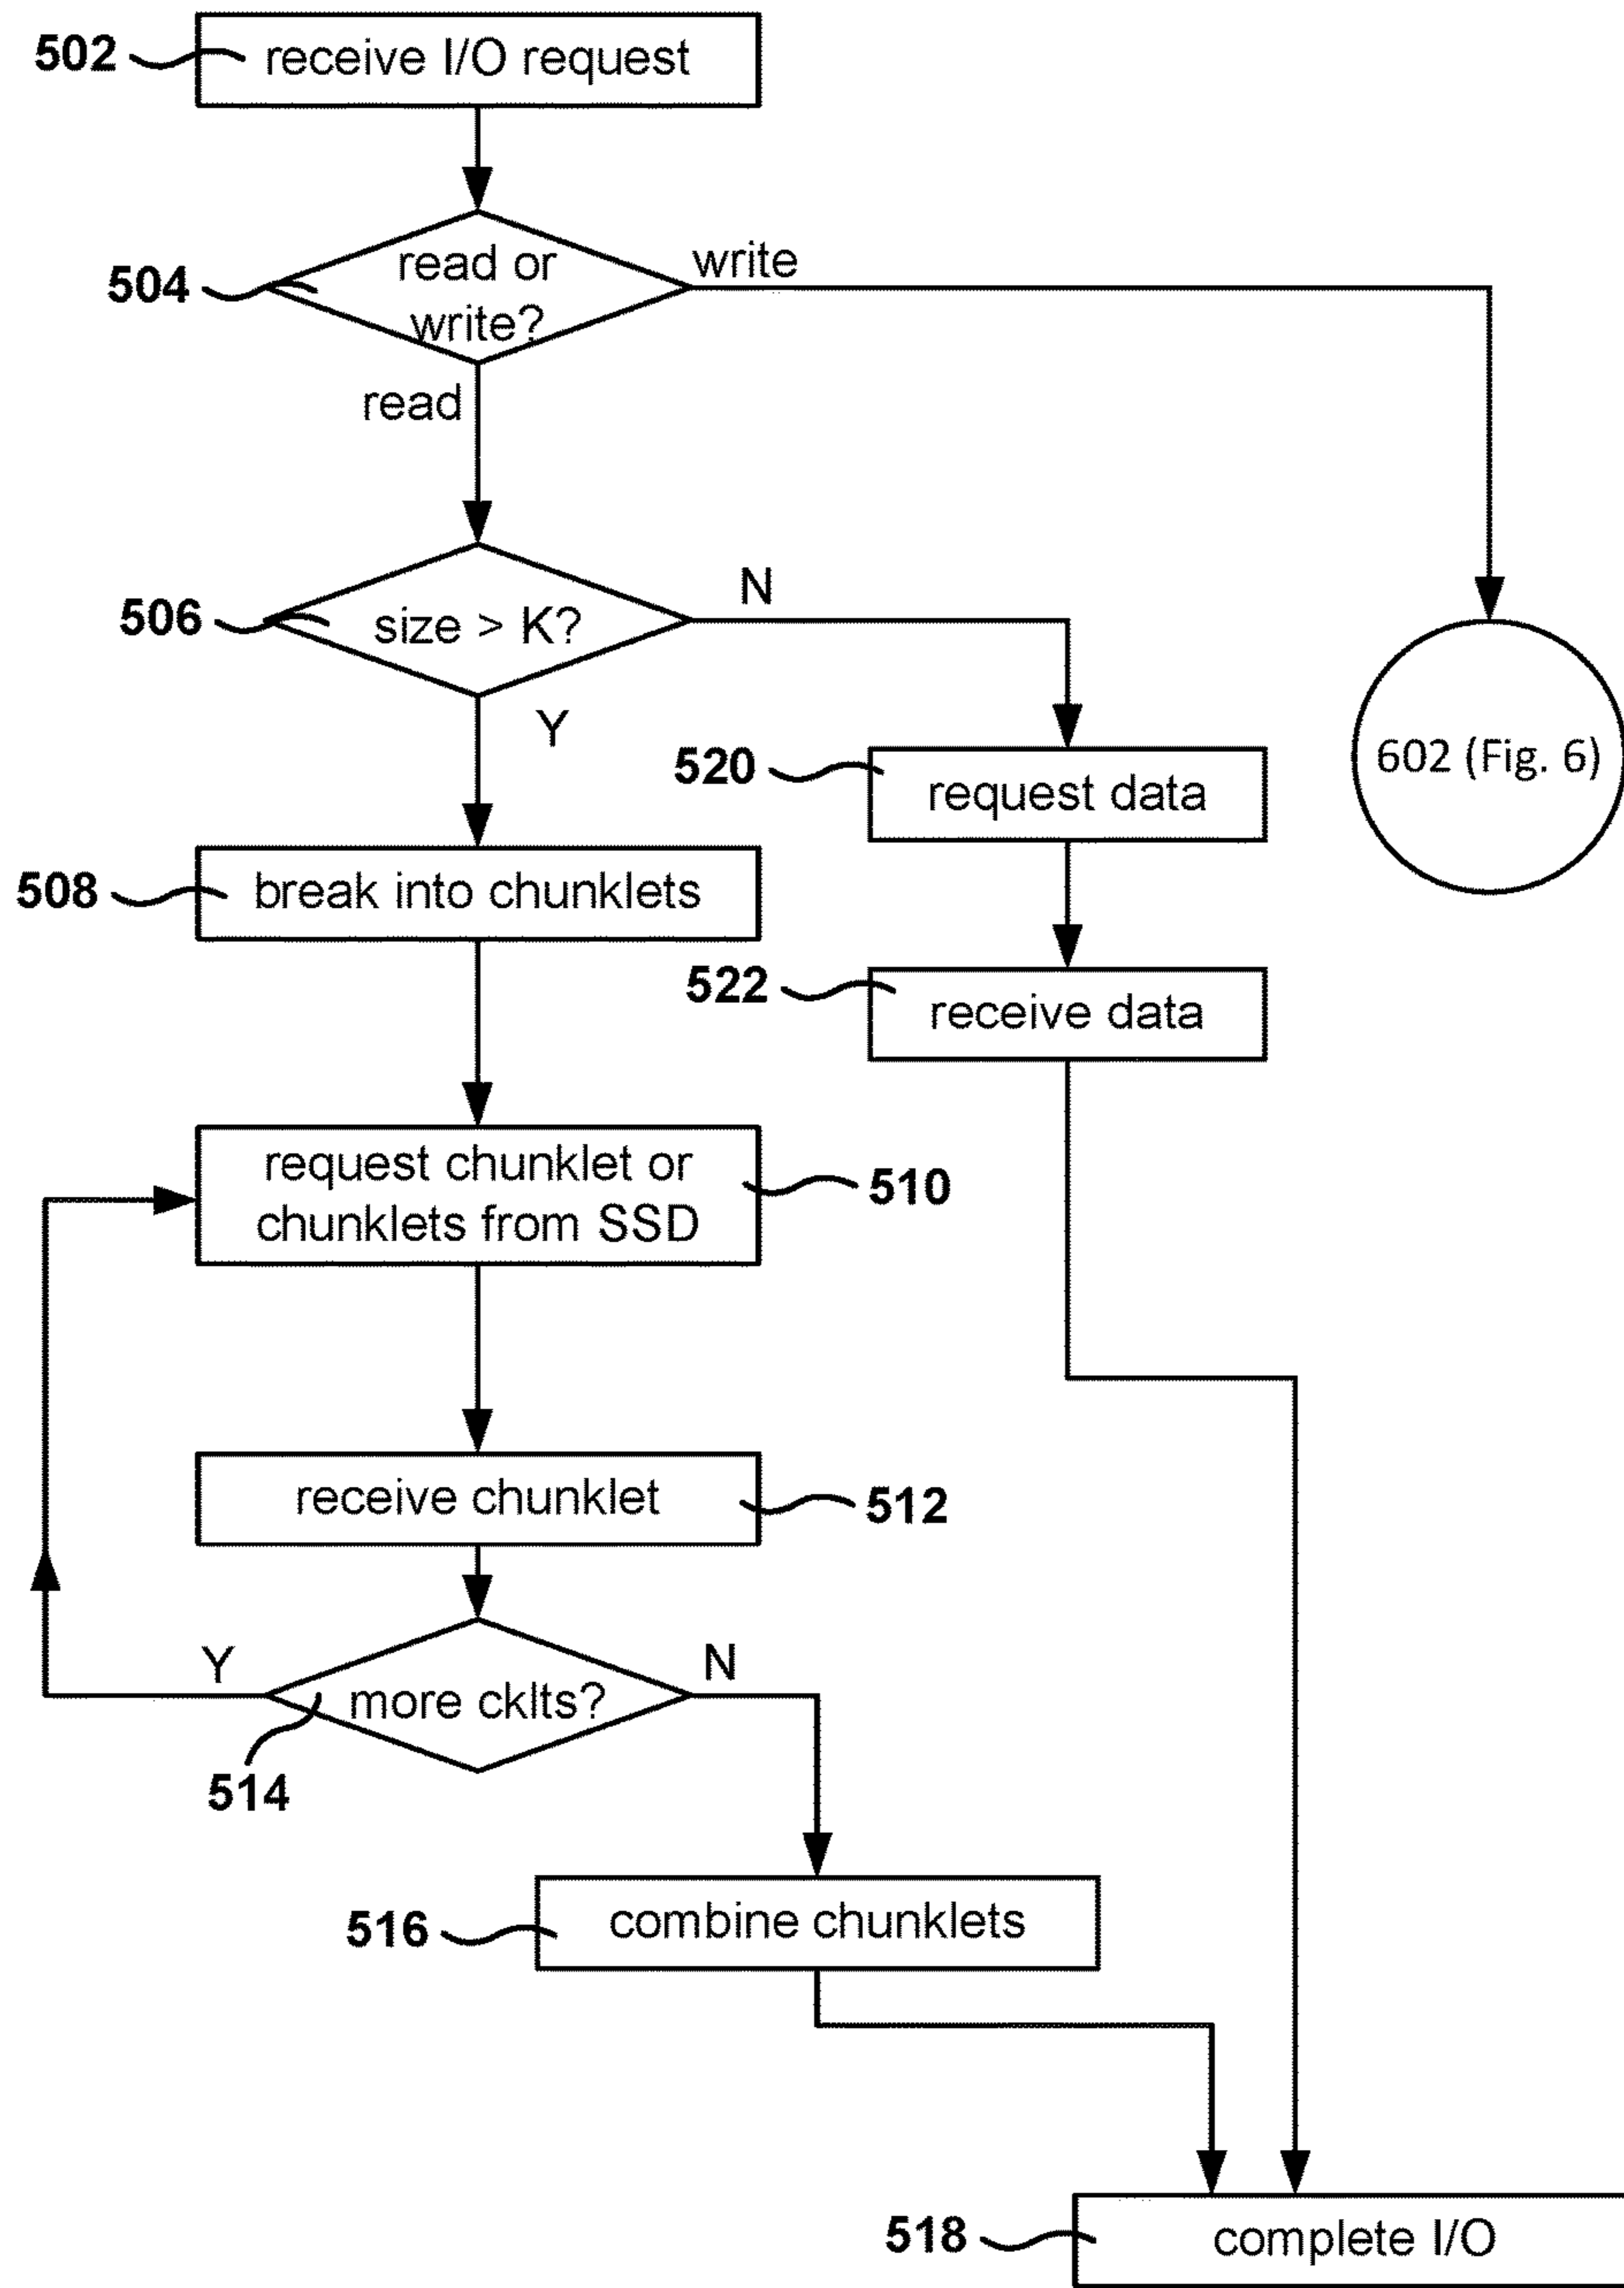 502
receive I/O request
504
read or
write?
write
read
506
size > K?
N
Y
602 (Fig. 6)
520
request data
508
break into chunklets
522
receive data
request chunklet or
chunklets from SSD
510
receive chunklet
512
Y
more cklts?
N
514
516
combine chunklets
518
complete I/O